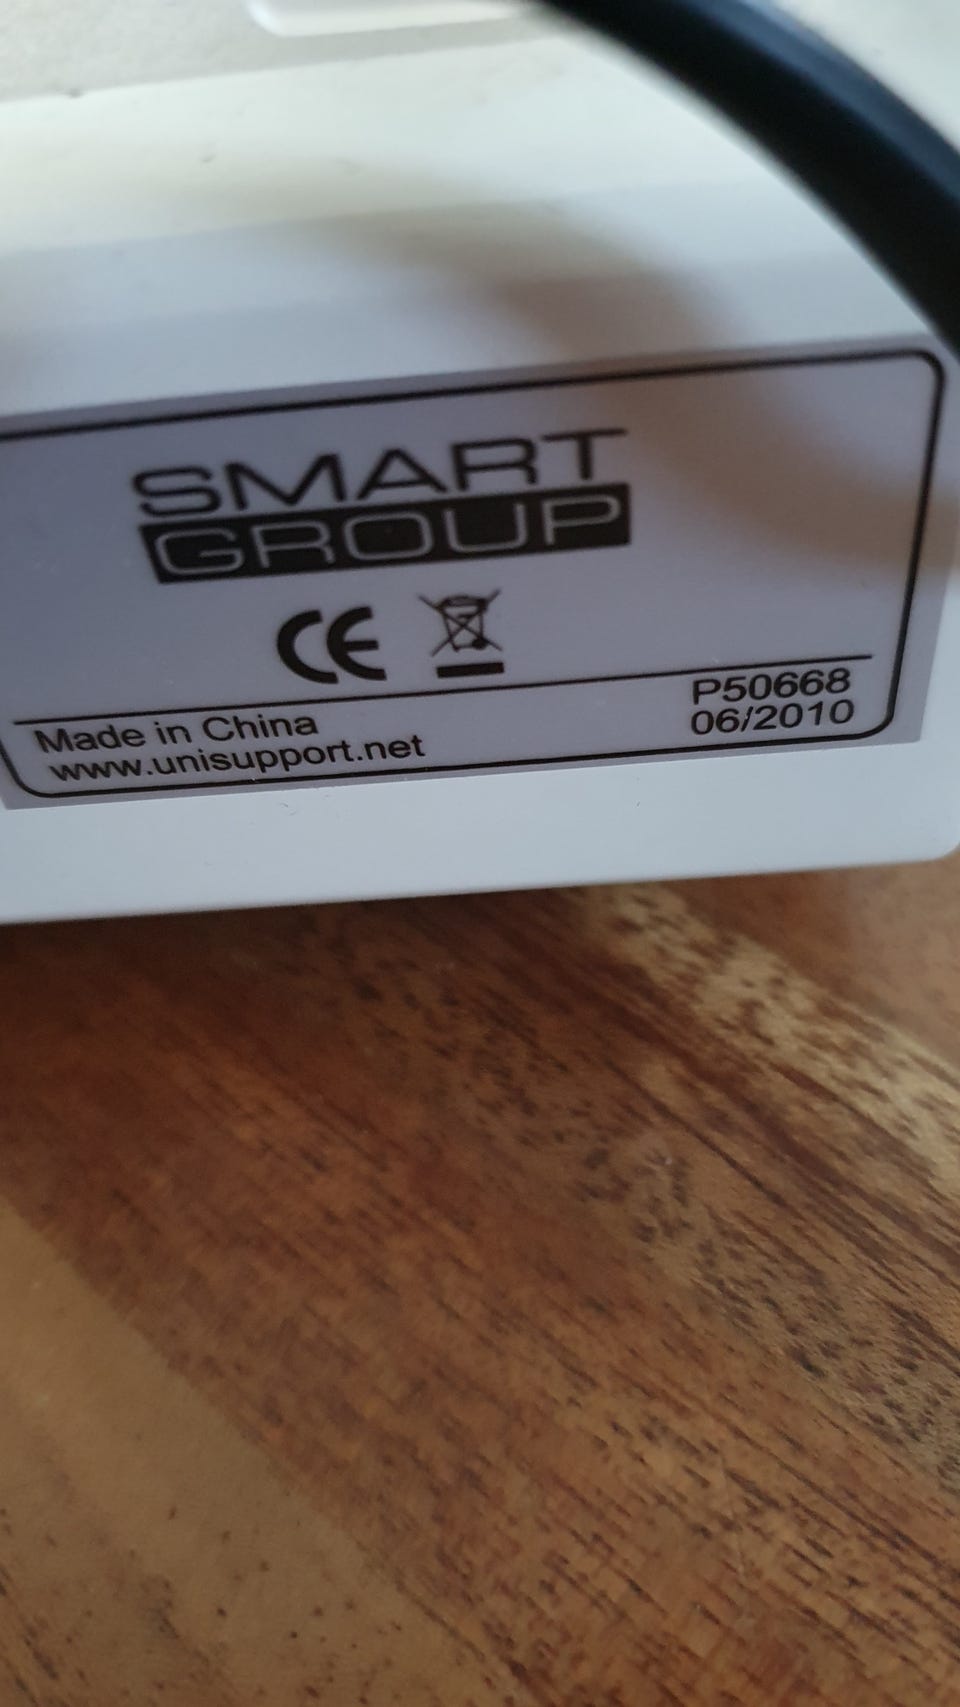 SMART
GROUP
CE
Made in China
www.unisupport.net
P50668
06/2010